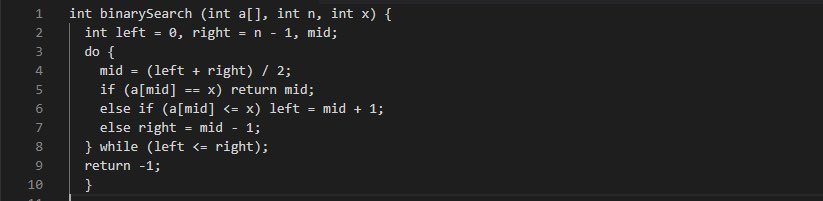 1 int binarySearch (int a[], int n, int x) {
2 int left = 0, right = n - 1, mid;
3 do {
4 mid = (left + right) / 2;
5 if (a[mid] == x) return mid;
6 else if (a[mid] <= x) left = mid + 1;
7 else right = mid - 1;
8 } while (left <= right);
9 return -1;
10 }